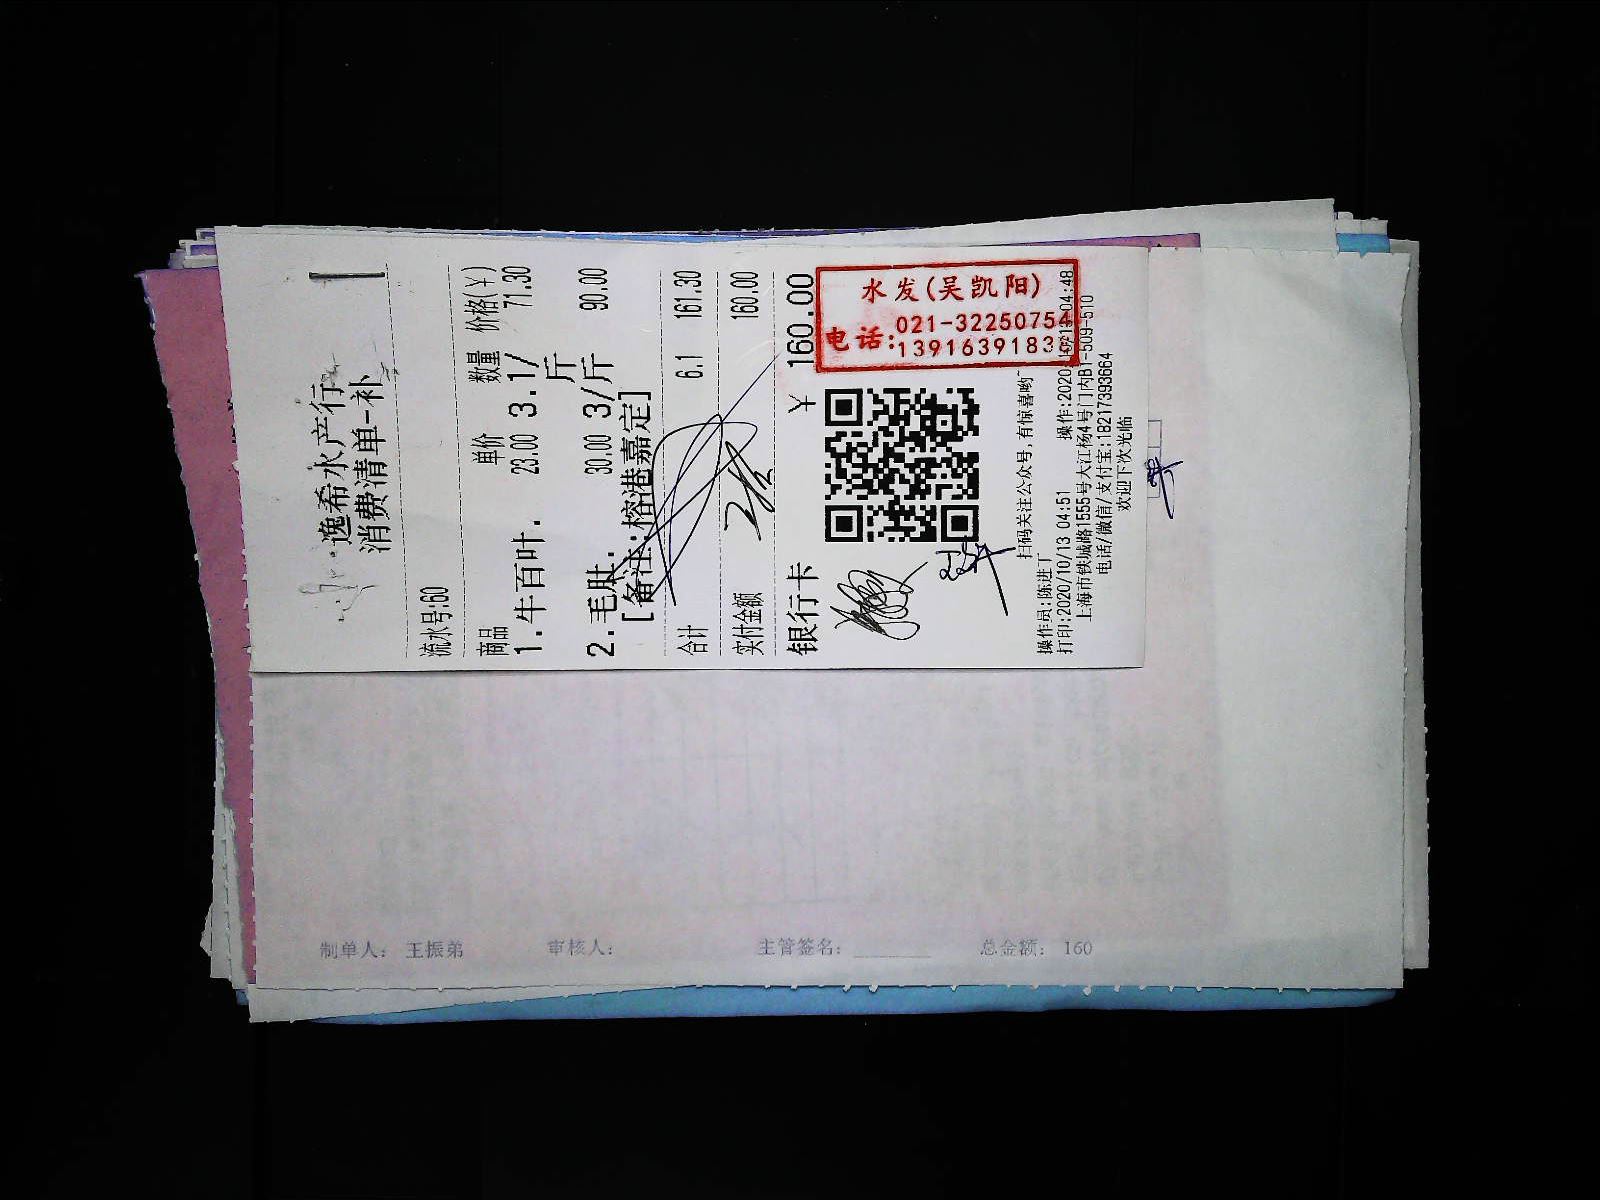 逸希水产行
消费清单-补
流水号:60
商品 单价 数量 价格(¥)
1.牛百叶. 23.00 3.1/斤 71.30
2.毛肚. 30.00 3/斤 90.00
[备注:榕港嘉定]
合计 6.1 161.30
实付金额 160.00
银行卡 ¥ 160.00
水发(吴凯阳)
电话:021-32250754
1391639183
扫码关注公众号,有惊喜哟~
操作员:陈进丁 操作:2020
打印:2020/10/13 04:51
上海市铁城路1555号大江杨4号门内B1-509-510
电话/微信/支付宝:18217393664
欢迎下次光临
制单人: 王振弟 审核人: 主管签名: 总金额: 160